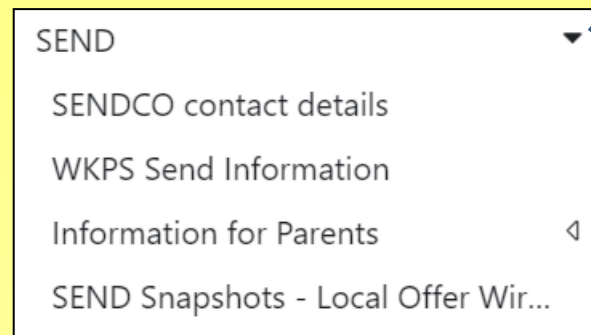 SEND
SENDCO contact details
WKPS Send Information
Information for Parents
SEND Snapshots - Local Offer Wir...